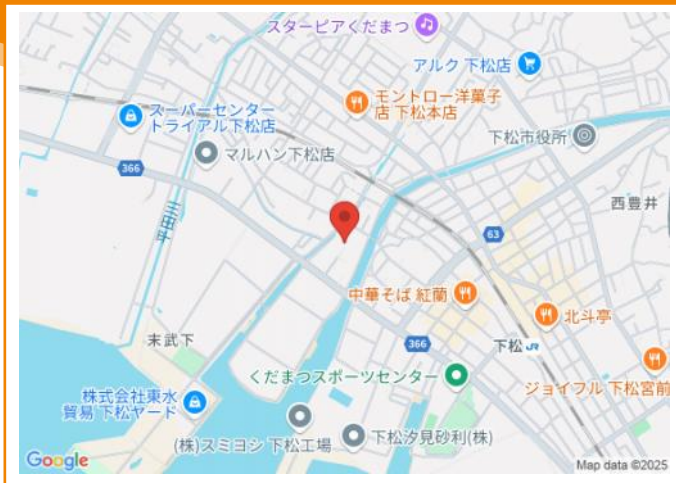 スターピアくだまつ
アルク 下松店
モントロー洋菓子
店 下松本店
スーパーセンター
トライアル下松店
下松市役所
マルハン下松店
366
西豊井
三田平
63
中華そば 紅蘭
北斗亭
末武下
366
下松 JR
くだまつスポーツセンター
ジョイフル 下松宮前
株式会社東水
貿易 下松ヤード
(株)スミヨシ 下松工場
下松汐見砂利(株)
Google
Map data ©2025